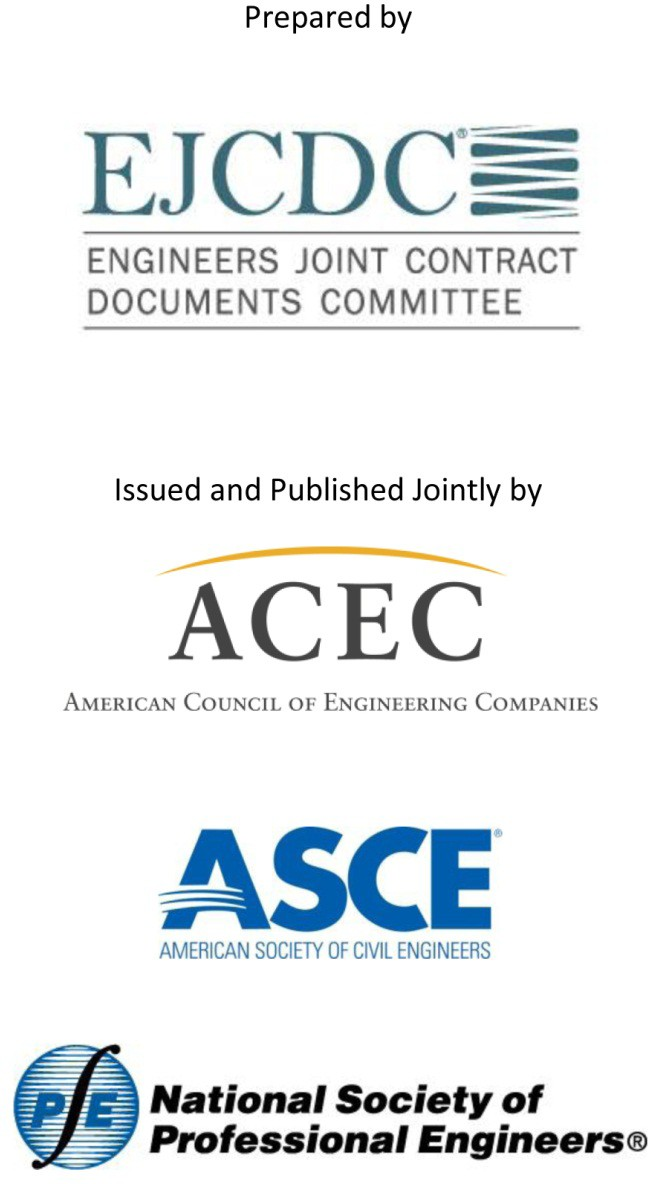 Prepared by
EJCDC®
ENGINEERS JOINT CONTRACT
DOCUMENTS COMMITTEE
Issued and Published Jointly by
ACEC
AMERICAN COUNCIL OF ENGINEERING COMPANIES
ASCE®
AMERICAN SOCIETY OF CIVIL ENGINEERS
PSE
National Society of
Professional Engineers®